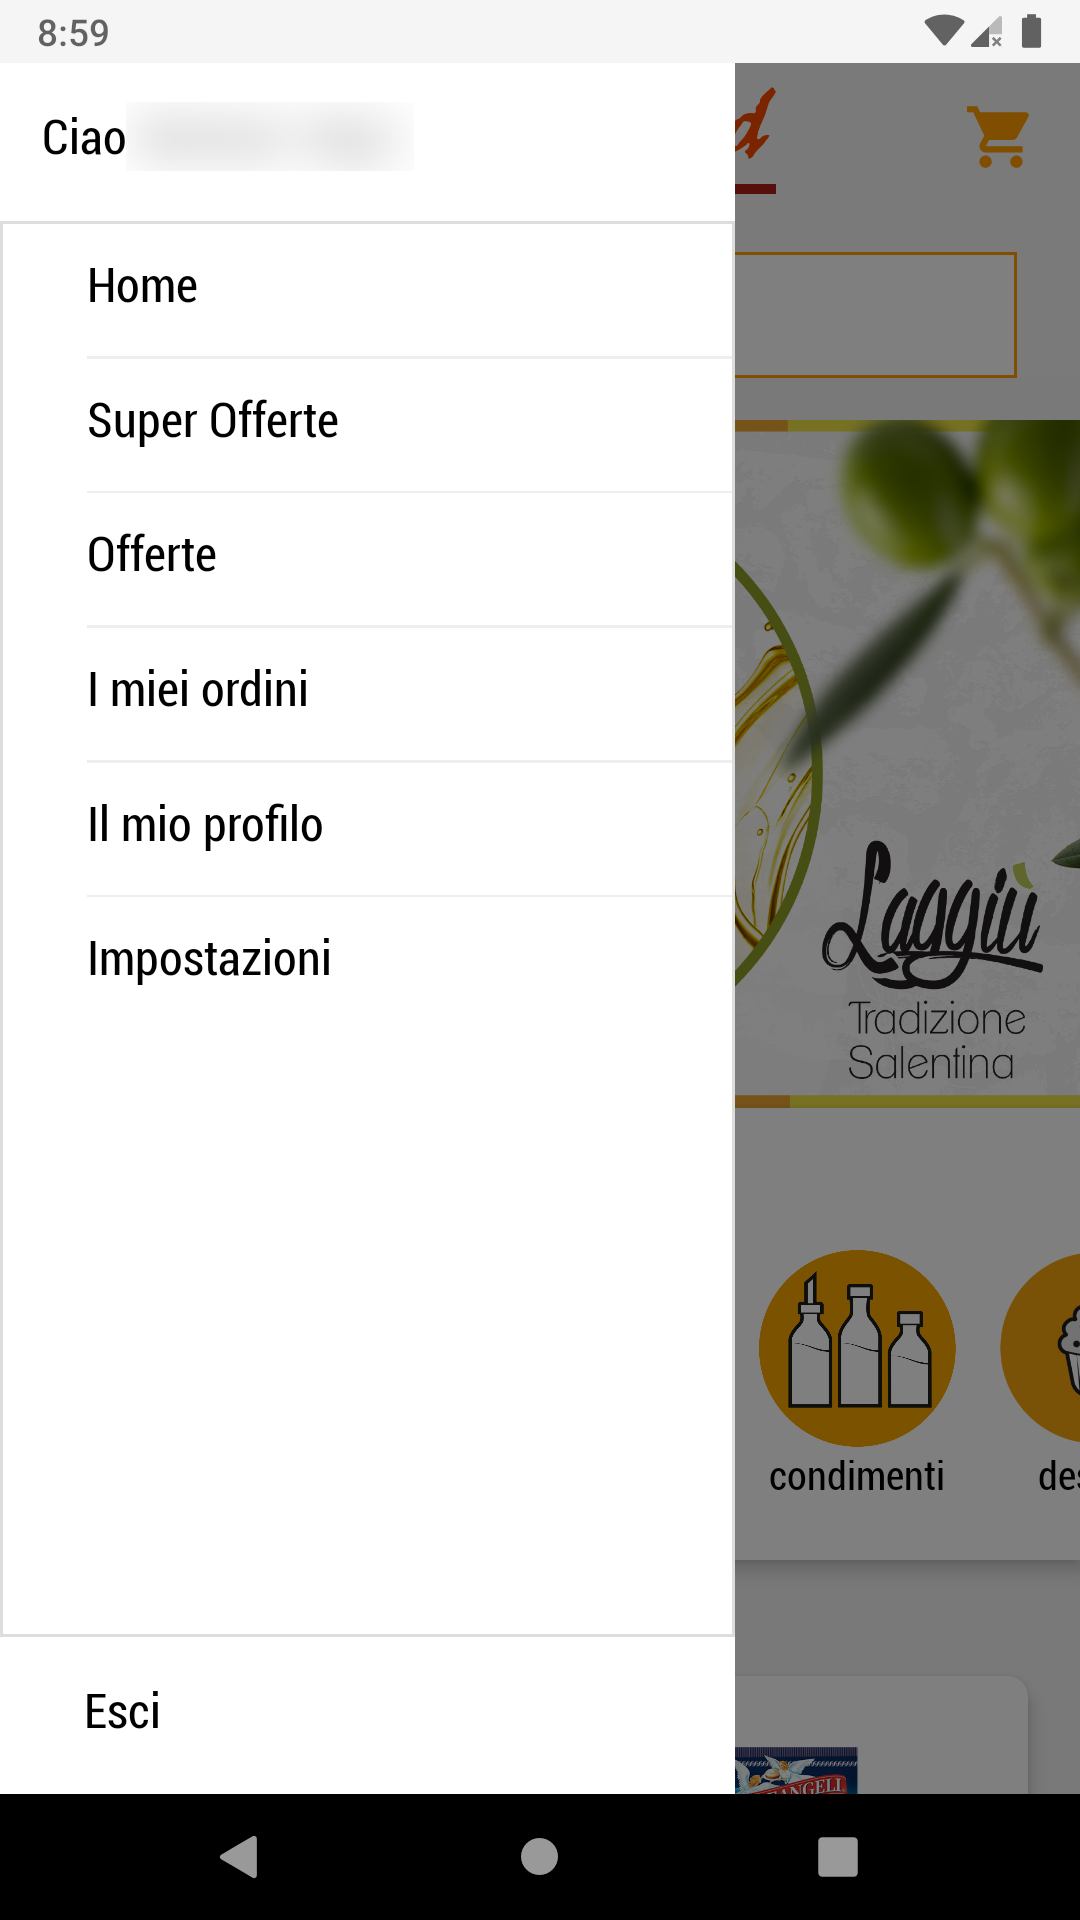 8:59
Ciao
Home
Super Offerte
Offerte
I miei ordini
Il mio profilo
Impostazioni
Esci
d
Laggiù
Tradizione
Salentina
condimenti
des
ANGELI